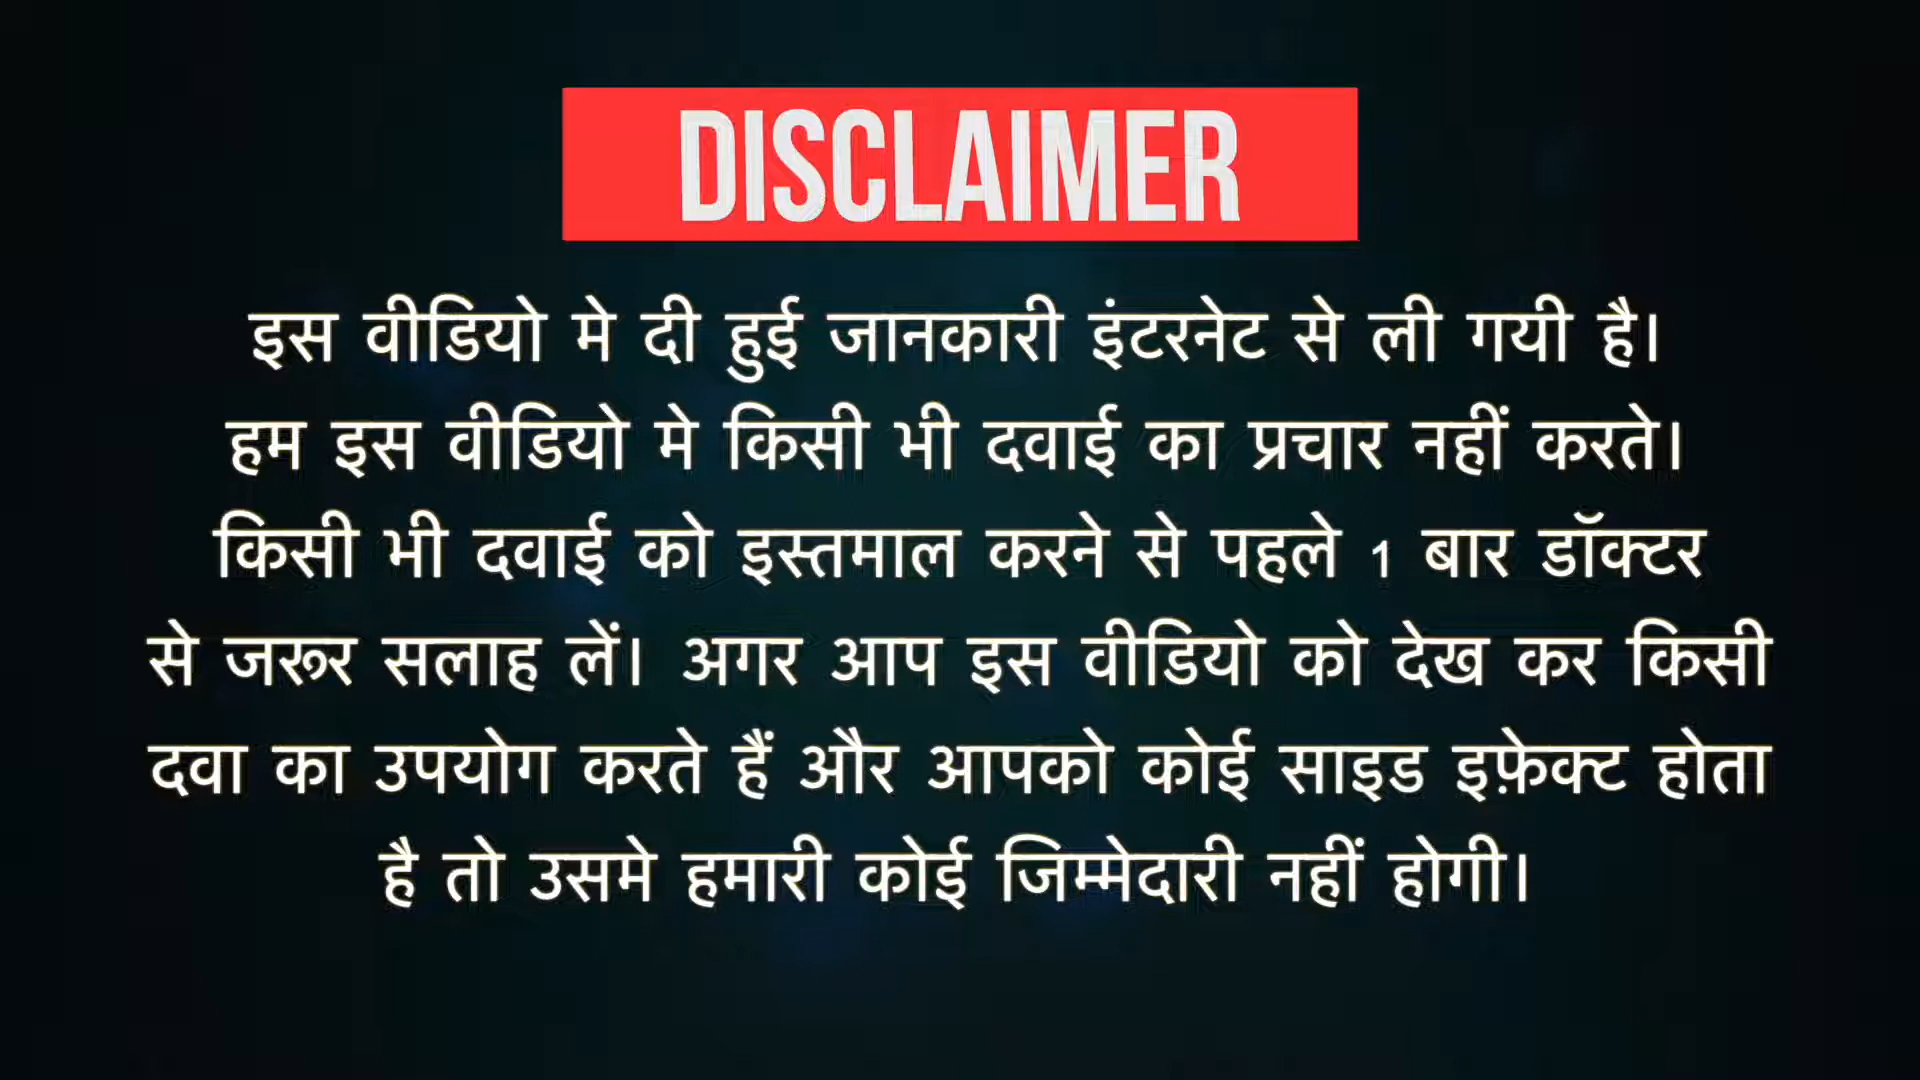 DISCLAIMER
इस वीडियो मे दी हुई जानकारी इंटरनेट से ली गयी है।
हम इस वीडियो मे किसी भी दवाई का प्रचार नहीं करते।
किसी भी दवाई को इस्तमाल करने से पहले 1 बार डॉक्टर
से जरूर सलाह लें। अगर आप इस वीडियो को देख कर किसी
दवा का उपयोग करते हैं और आपको कोई साइड इफ़ेक्ट होता
है तो उसमे हमारी कोई जिम्मेदारी नहीं होगी।